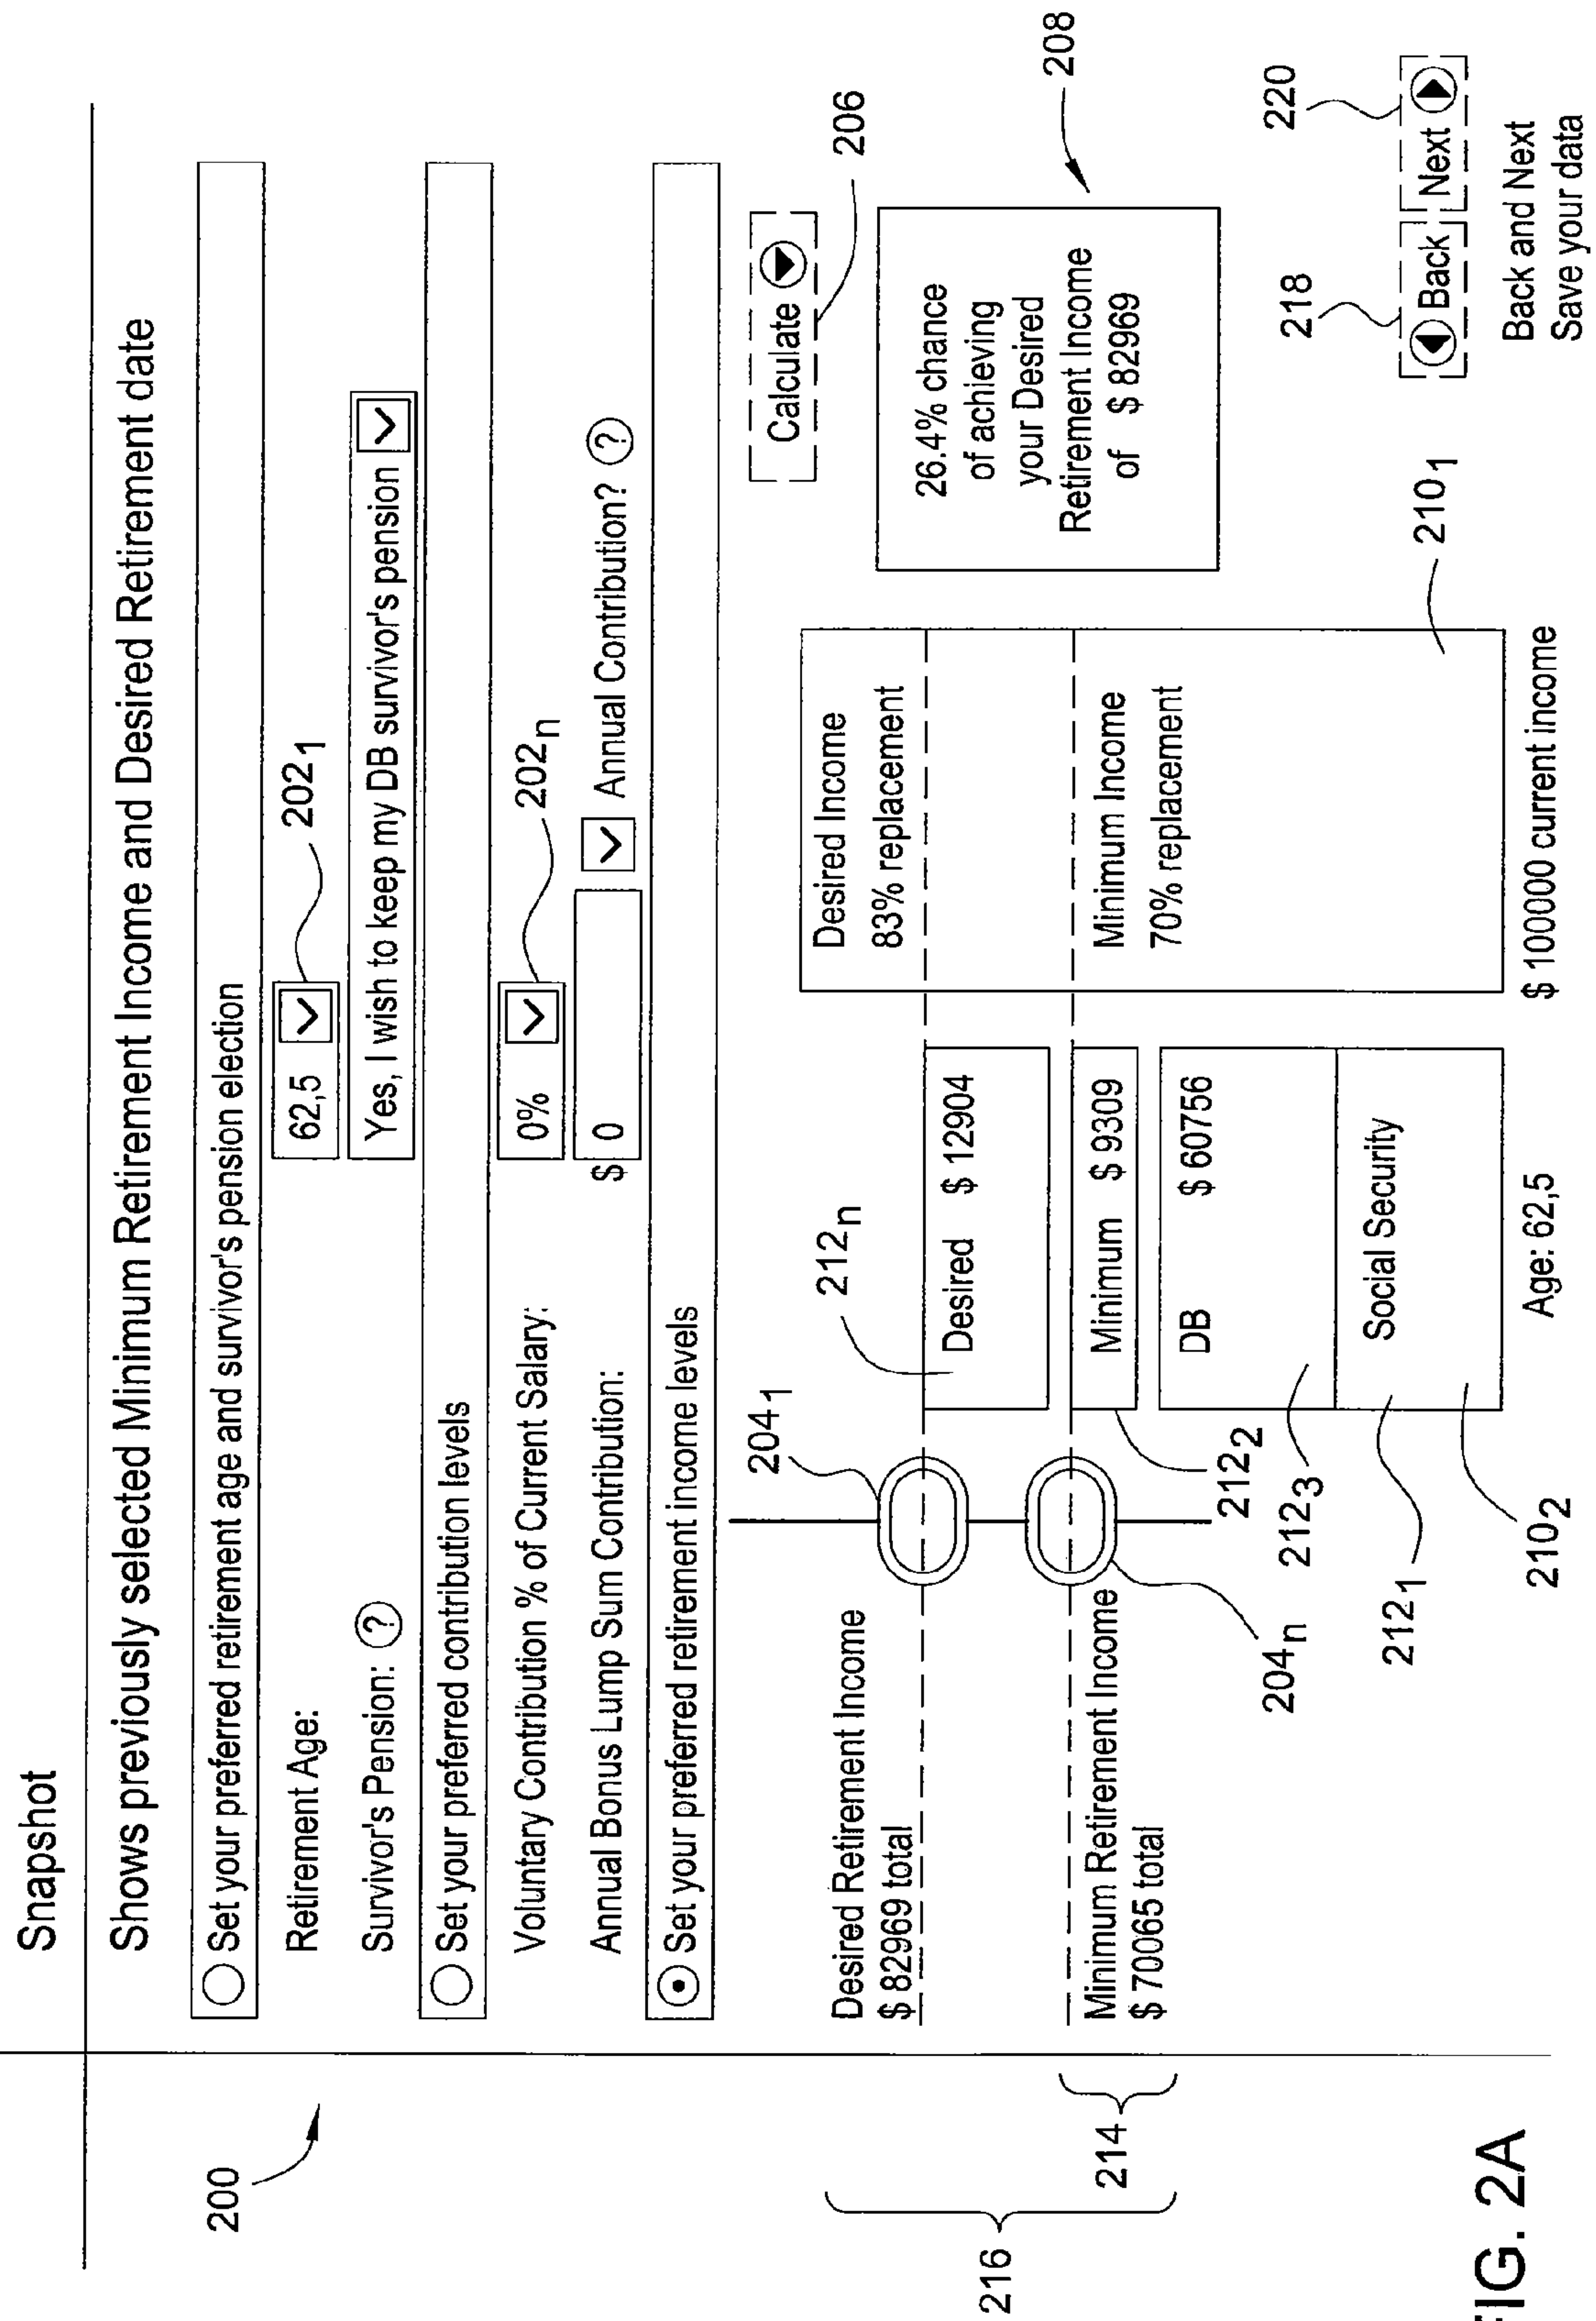 Snapshot
Shows previously selected Minimum Retirement Income and Desired Retirement date
200
Set your preferred retirement age and survivor's pension election
Retirement Age: 62,5
202₁
Survivor's Pension: ? Yes, I wish to keep my DB survivor's pension
Set your preferred contribution levels
Voluntary Contribution % of Current Salary: 0%
202ₙ
Annual Bonus Lump Sum Contribution: $ 0 Annual Contribution? ?
Set your preferred retirement income levels
Calculate
206
204₁
212ₙ
Desired Retirement Income
$ 82969 total
Desired $ 12904
Desired Income
83% replacement
26.4% chance
of achieving
your Desired
Retirement Income
of $ 82969
208
216
214
Minimum Retirement Income
$ 70065 total
Minimum $ 9309
Minimum Income
70% replacement
204ₙ
212₂
DB $ 60756
212₃
Social Security
212₁
210₂
210₁
218
220
Back
Next
Age: 62,5
$ 100000 current income
Back and Next
Save your data
FIG. 2A